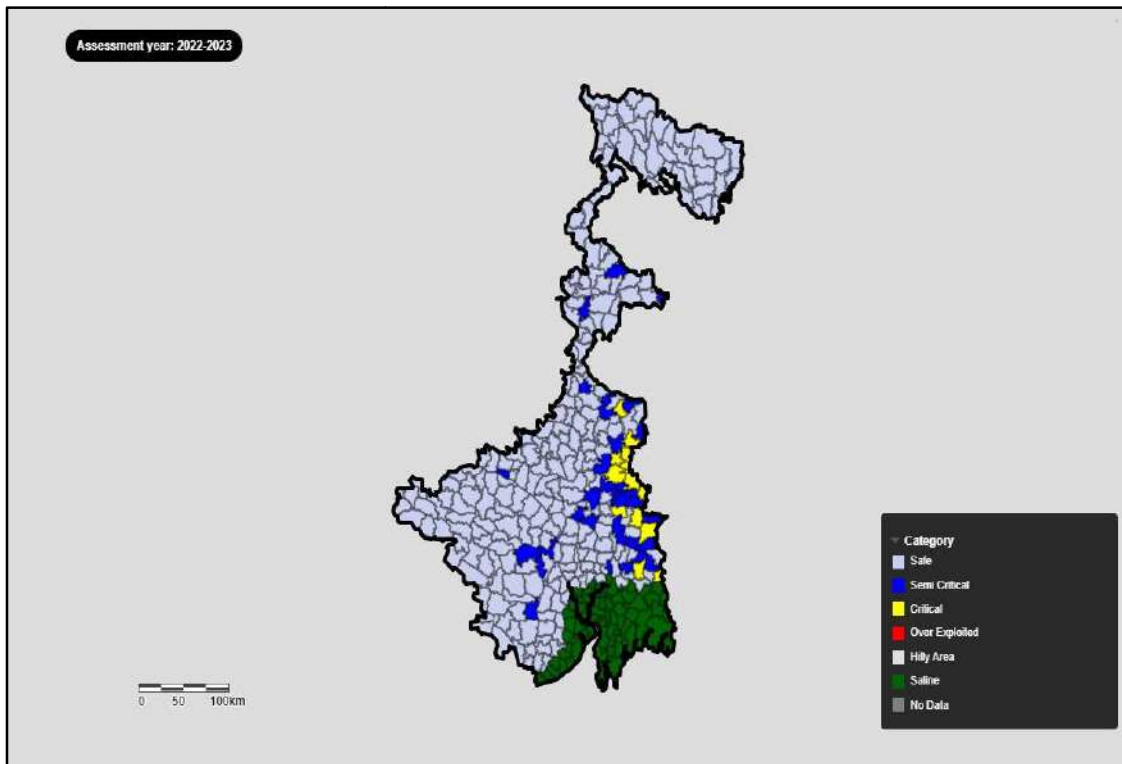 Assessment year: 2022-2023
Category
Safe
Semi Critical
Critical
Over Exploited
Hilly Area
Saline
No Data
0 50 100km